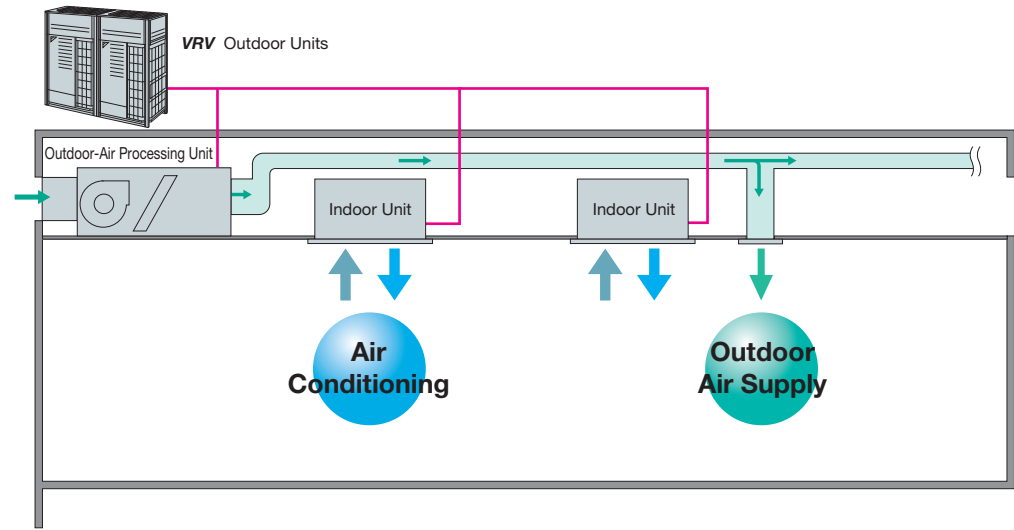 VRV Outdoor Units
Outdoor-Air Processing Unit
Indoor Unit
Indoor Unit
Air
Conditioning
Outdoor
Air Supply